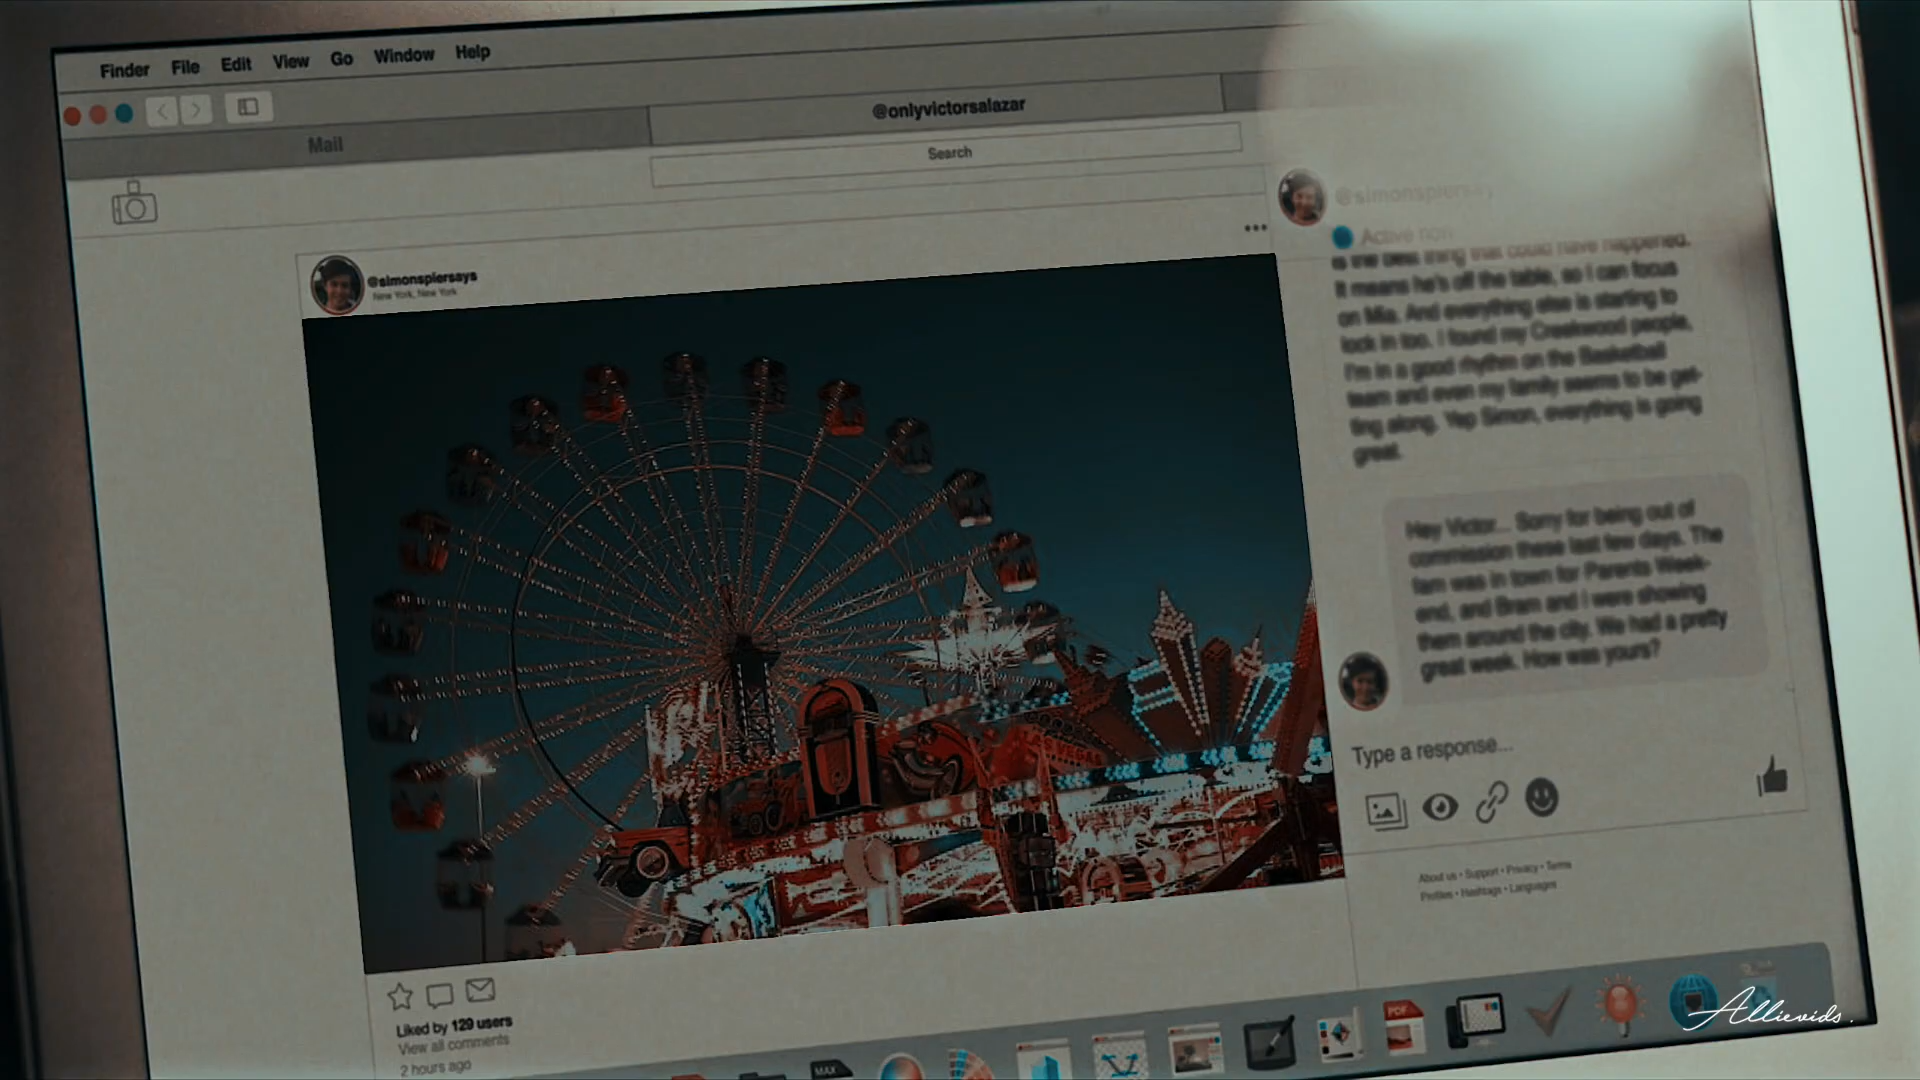 Finder File Edit View Go Window Help
Mail
@onlyvictorsalazar
Search
@simonspiersays
Active now
@simonspiersays
New York, New York
is the best thing that could have happened.
It means he's off the table, so I can focus
on Mia. And everything else is starting to
lock in too. I found my Creekwood people,
I'm in a good rhythm on the Basketball
team and even my family seems to be get-
ting along. Yep Simon, everything is going
great.
Hey Victor... Sorry for being out of
commission these last few days. The
fam was in town for Parents Week-
end, and Bram and I were showing
them around the city. We had a pretty
great week. How was yours?
Type a response...
About us • Support • Privacy • Terms
Profiles • Hashtags • Languages
Liked by 129 users
View all comments
2 hours ago
VEGAS
MAX
PDF
Allievids.